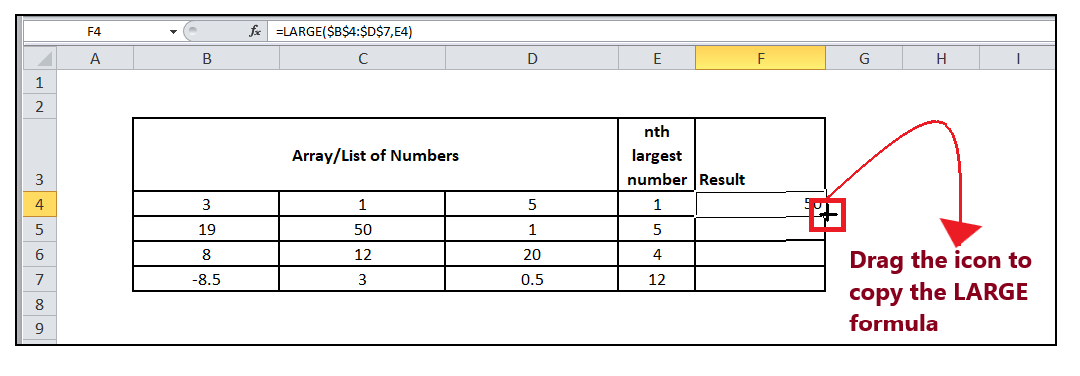 F4 fx =LARGE($B$4:$D$7,E4)
A B C D E F G H I
1
2
3 Array/List of Numbers nth largest number Result
4 3 1 5 1 50
5 19 50 1 5
6 8 12 20 4
7 -8.5 3 0.5 12
8
9
Drag the icon to
copy the LARGE
formula